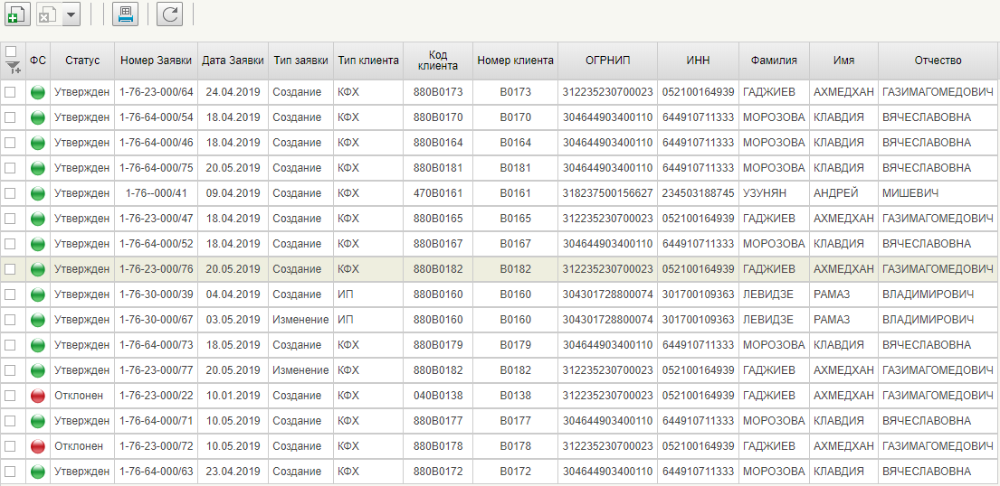 ФС Статус Номер Заявки Дата Заявки Тип заявки Тип клиента Код клиента Номер клиента ОГРНИП ИНН Фамилия Имя Отчество
Утвержден 1-76-23-000/64 24.04.2019 Создание КФХ 880В0173 В0173 312235230700023 052100164939 ГАДЖИЕВ АХМЕДХАН ГАЗИМАГОМЕДОВИЧ
Утвержден 1-76-64-000/54 18.04.2019 Создание КФХ 880В0170 В0170 304644903400110 644910711333 МОРОЗОВА КЛАВДИЯ ВЯЧЕСЛАВОВНА
Утвержден 1-76-64-000/46 18.04.2019 Создание КФХ 880В0164 В0164 304644903400110 644910711333 МОРОЗОВА КЛАВДИЯ ВЯЧЕСЛАВОВНА
Утвержден 1-76-64-000/75 20.05.2019 Создание КФХ 880В0181 В0181 304644903400110 644910711333 МОРОЗОВА КЛАВДИЯ ВЯЧЕСЛАВОВНА
Утвержден 1-76--000/41 09.04.2019 Создание КФХ 470В0161 В0161 318237500156627 234503188745 УЗУНЯН АНДРЕЙ МИШЕВИЧ
Утвержден 1-76-23-000/47 18.04.2019 Создание КФХ 880В0165 В0165 312235230700023 052100164939 ГАДЖИЕВ АХМЕДХАН ГАЗИМАГОМЕДОВИЧ
Утвержден 1-76-64-000/52 18.04.2019 Создание КФХ 880В0167 В0167 304644903400110 644910711333 МОРОЗОВА КЛАВДИЯ ВЯЧЕСЛАВОВНА
Утвержден 1-76-23-000/76 20.05.2019 Создание КФХ 880В0182 В0182 312235230700023 052100164939 ГАДЖИЕВ АХМЕДХАН ГАЗИМАГОМЕДОВИЧ
Утвержден 1-76-30-000/39 04.04.2019 Создание ИП 880В0160 В0160 304301728800074 301700109363 ЛЕВИДЗЕ РАМАЗ ВЛАДИМИРОВИЧ
Утвержден 1-76-30-000/67 03.05.2019 Изменение ИП 880В0160 В0160 304301728800074 301700109363 ЛЕВИДЗЕ РАМАЗ ВЛАДИМИРОВИЧ
Утвержден 1-76-64-000/73 18.05.2019 Создание КФХ 880В0179 В0179 304644903400110 644910711333 МОРОЗОВА КЛАВДИЯ ВЯЧЕСЛАВОВНА
Утвержден 1-76-23-000/77 20.05.2019 Изменение КФХ 880В0182 В0182 312235230700023 052100164939 ГАДЖИЕВ АХМЕДХАН ГАЗИМАГОМЕДОВИЧ
Отклонен 1-76-23-000/22 10.01.2019 Создание КФХ 040В0138 В0138 312235230700023 052100164939 ГАДЖИЕВ АХМЕДХАН ГАЗИМАГОМЕДОВИЧ
Утвержден 1-76-64-000/71 10.05.2019 Создание КФХ 880В0177 В0177 304644903400110 644910711333 МОРОЗОВА КЛАВДИЯ ВЯЧЕСЛАВОВНА
Отклонен 1-76-23-000/72 10.05.2019 Создание КФХ 880В0178 В0178 312235230700023 052100164939 ГАДЖИЕВ АХМЕДХАН ГАЗИМАГОМЕДОВИЧ
Утвержден 1-76-64-000/63 23.04.2019 Создание КФХ 880В0172 В0172 304644903400110 644910711333 МОРОЗОВА КЛАВДИЯ ВЯЧЕСЛАВОВНА